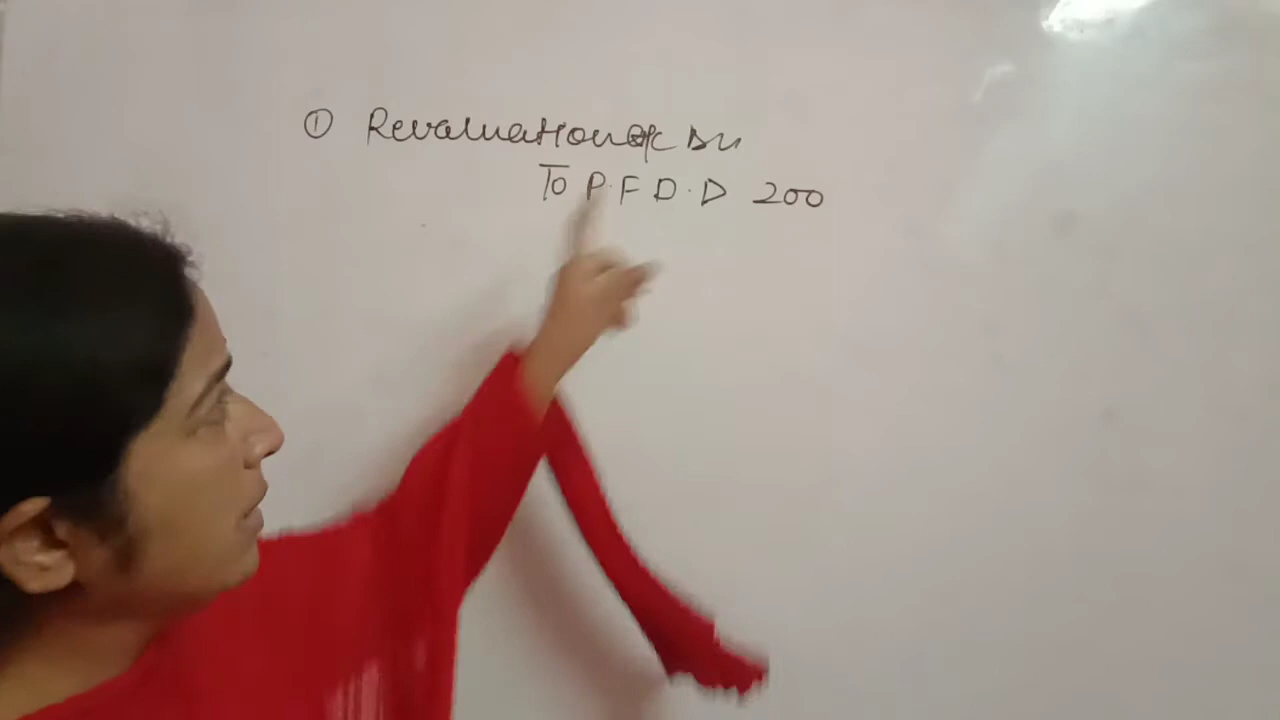 ① Revaluation A/c Dr
To P.F D.D 200